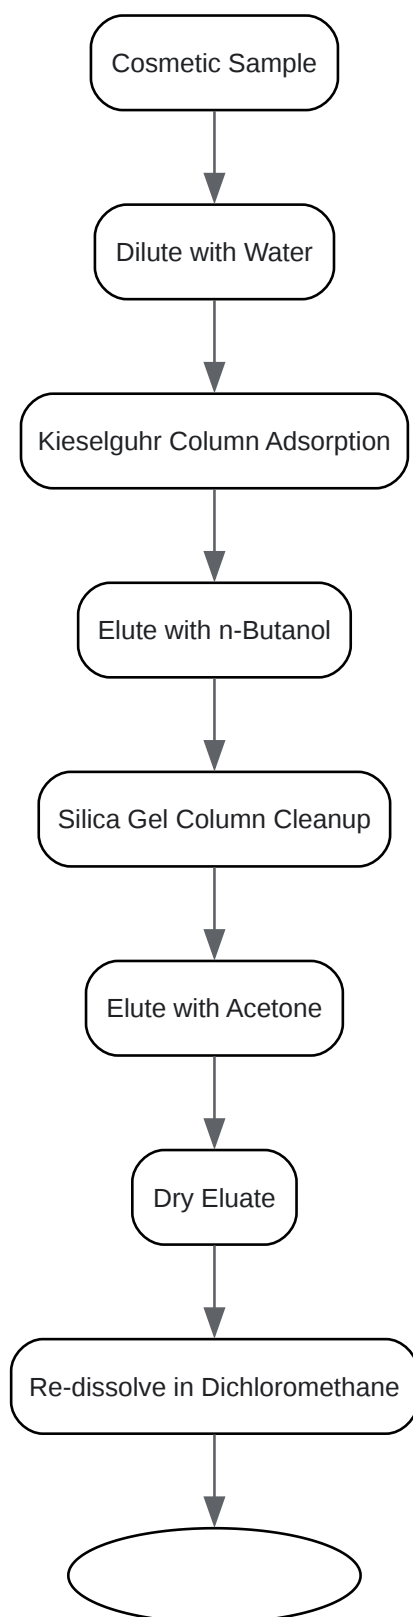 Cosmetic Sample
Dilute with Water
Kieselguhr Column Adsorption
Elute with n-Butanol
Silica Gel Column Cleanup
Elute with Acetone
Dry Eluate
Re-dissolve in Dichloromethane